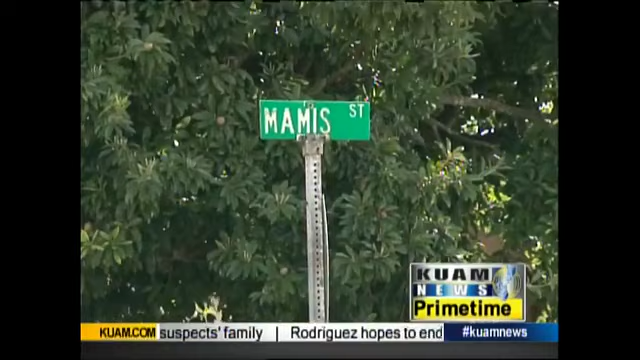 MAMIS ST
KUAM
NEWS
Primetime
KUAM.COM suspects' family | Rodriguez hopes to end #kuamnews